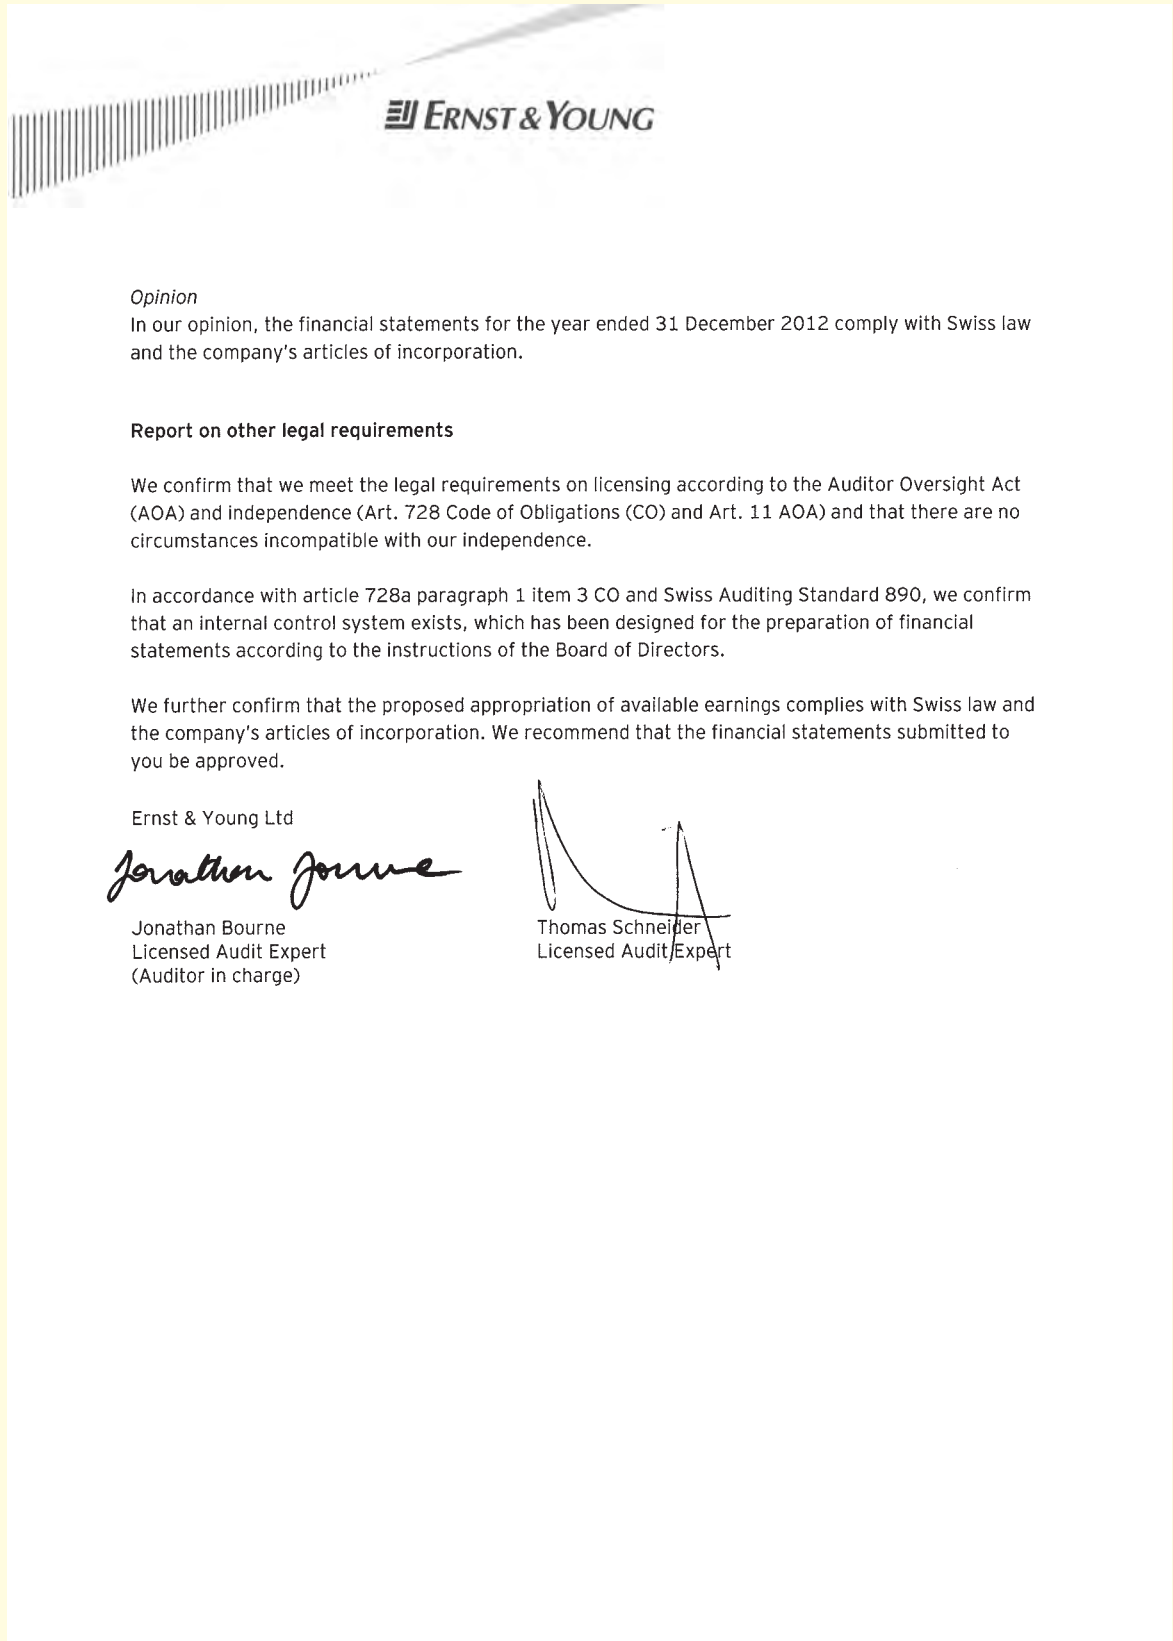 ERNST & YOUNG
Opinion
In our opinion, the financial statements for the year ended 31 December 2012 comply with Swiss law
and the company's articles of incorporation.
Report on other legal requirements
We confirm that we meet the legal requirements on licensing according to the Auditor Oversight Act
(AOA) and independence (Art. 728 Code of Obligations (CO) and Art. 11 AOA) and that there are no
circumstances incompatible with our independence.
In accordance with article 728a paragraph 1 item 3 CO and Swiss Auditing Standard 890, we confirm
that an internal control system exists, which has been designed for the preparation of financial
statements according to the instructions of the Board of Directors.
We further confirm that the proposed appropriation of available earnings complies with Swiss law and
the company's articles of incorporation. We recommend that the financial statements submitted to
you be approved.
Ernst & Young Ltd
Jonathan
Jonathan Bourne
Licensed Audit Expert
(Auditor in charge)
Thomas Schneider
Licensed Audit Expert